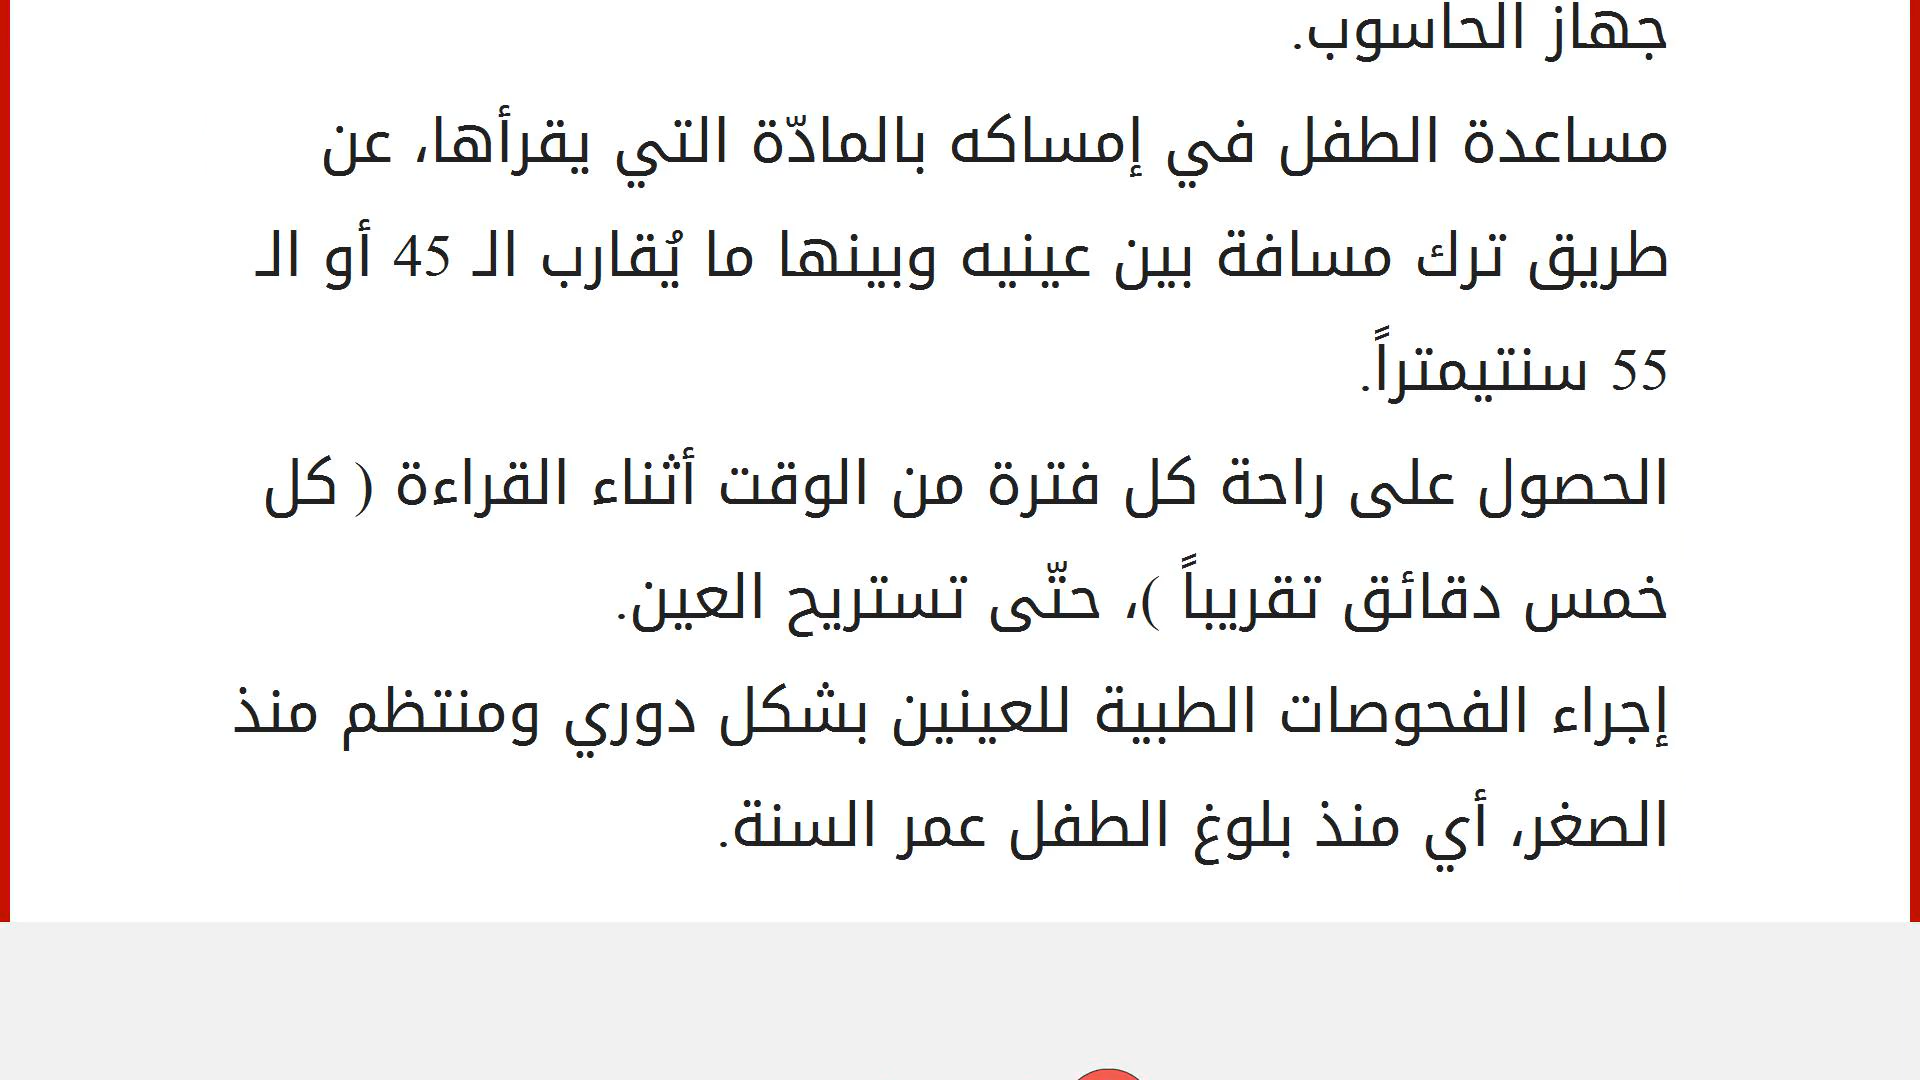 جهاز الحاسوب.
مساعدة الطفل في إمساكه بالمادّة التي يقرأها، عن
طريق ترك مسافة بين عينيه وبينها ما يُقارب الـ 45 أو الـ
55 سنتيمتراً.
الحصول على راحة كل فترة من الوقت أثناء القراءة ( كل
خمس دقائق تقريباً )، حتّى تستريح العين.
إجراء الفحوصات الطبية للعينين بشكل دوري ومنتظم منذ
الصغر، أي منذ بلوغ الطفل عمر السنة.